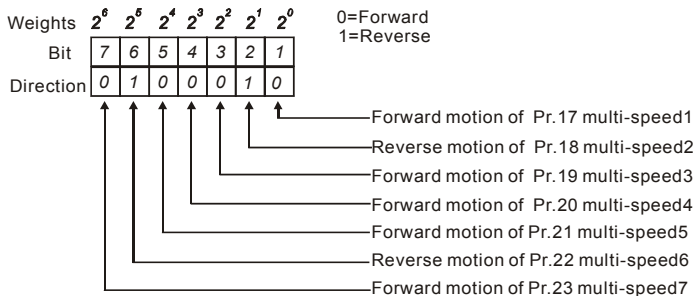 Weights 2^6 2^5 2^4 2^3 2^2 2^1 2^0 0=Forward
1=Reverse
Bit 7 6 5 4 3 2 1
Direction 0 1 0 0 0 1 0
Forward motion of Pr.17 multi-speed1
Reverse motion of Pr.18 multi-speed2
Forward motion of Pr.19 multi-speed3
Forward motion of Pr.20 multi-speed4
Forward motion of Pr.21 multi-speed5
Reverse motion of Pr.22 multi-speed6
Forward motion of Pr.23 multi-speed7